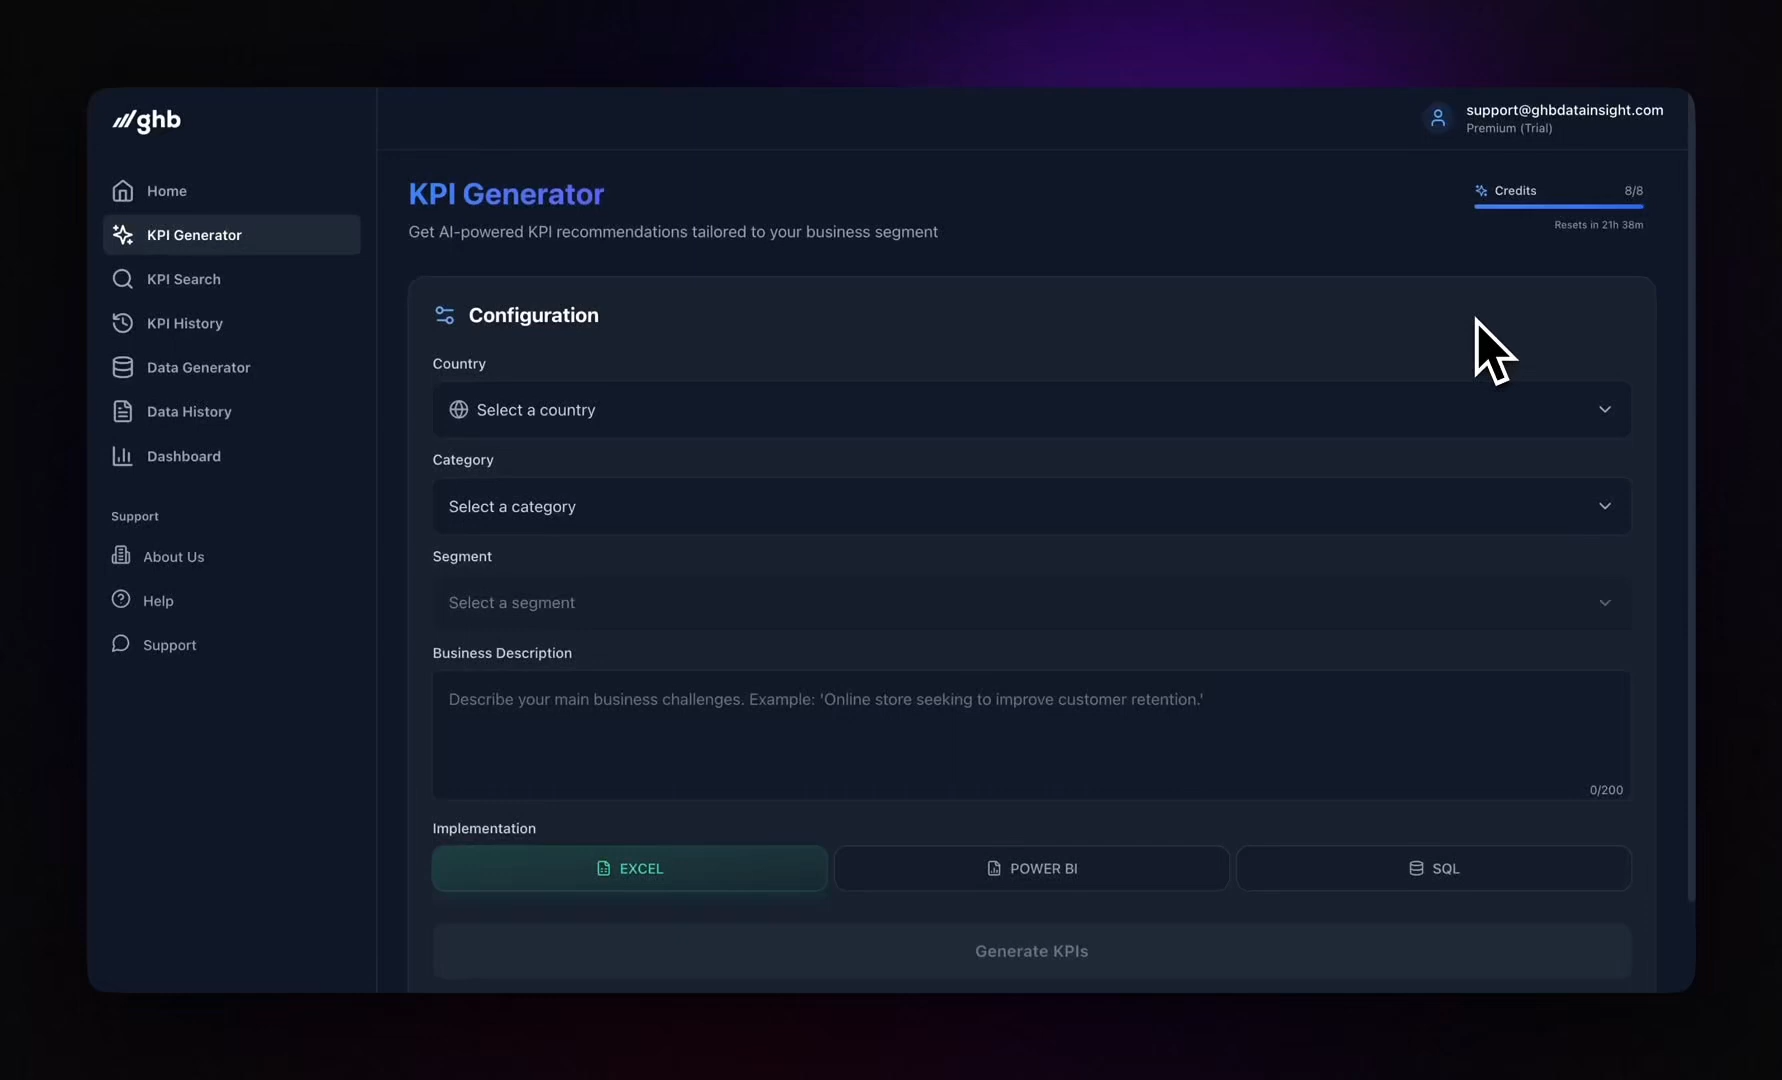 ghb
support@ghbdatainsight.com
Premium (Trial)
Home
KPI Generator
KPI Search
KPI History
Data Generator
Data History
Dashboard
Support
About Us
Help
Support
KPI Generator
Get AI-powered KPI recommendations tailored to your business segment
Credits 8/8
Resets in 21h 38m
Configuration
Country
Select a country
Category
Select a category
Segment
Select a segment
Business Description
Describe your main business challenges. Example: 'Online store seeking to improve customer retention.'
0/200
Implementation
EXCEL POWER BI SQL
Generate KPIs